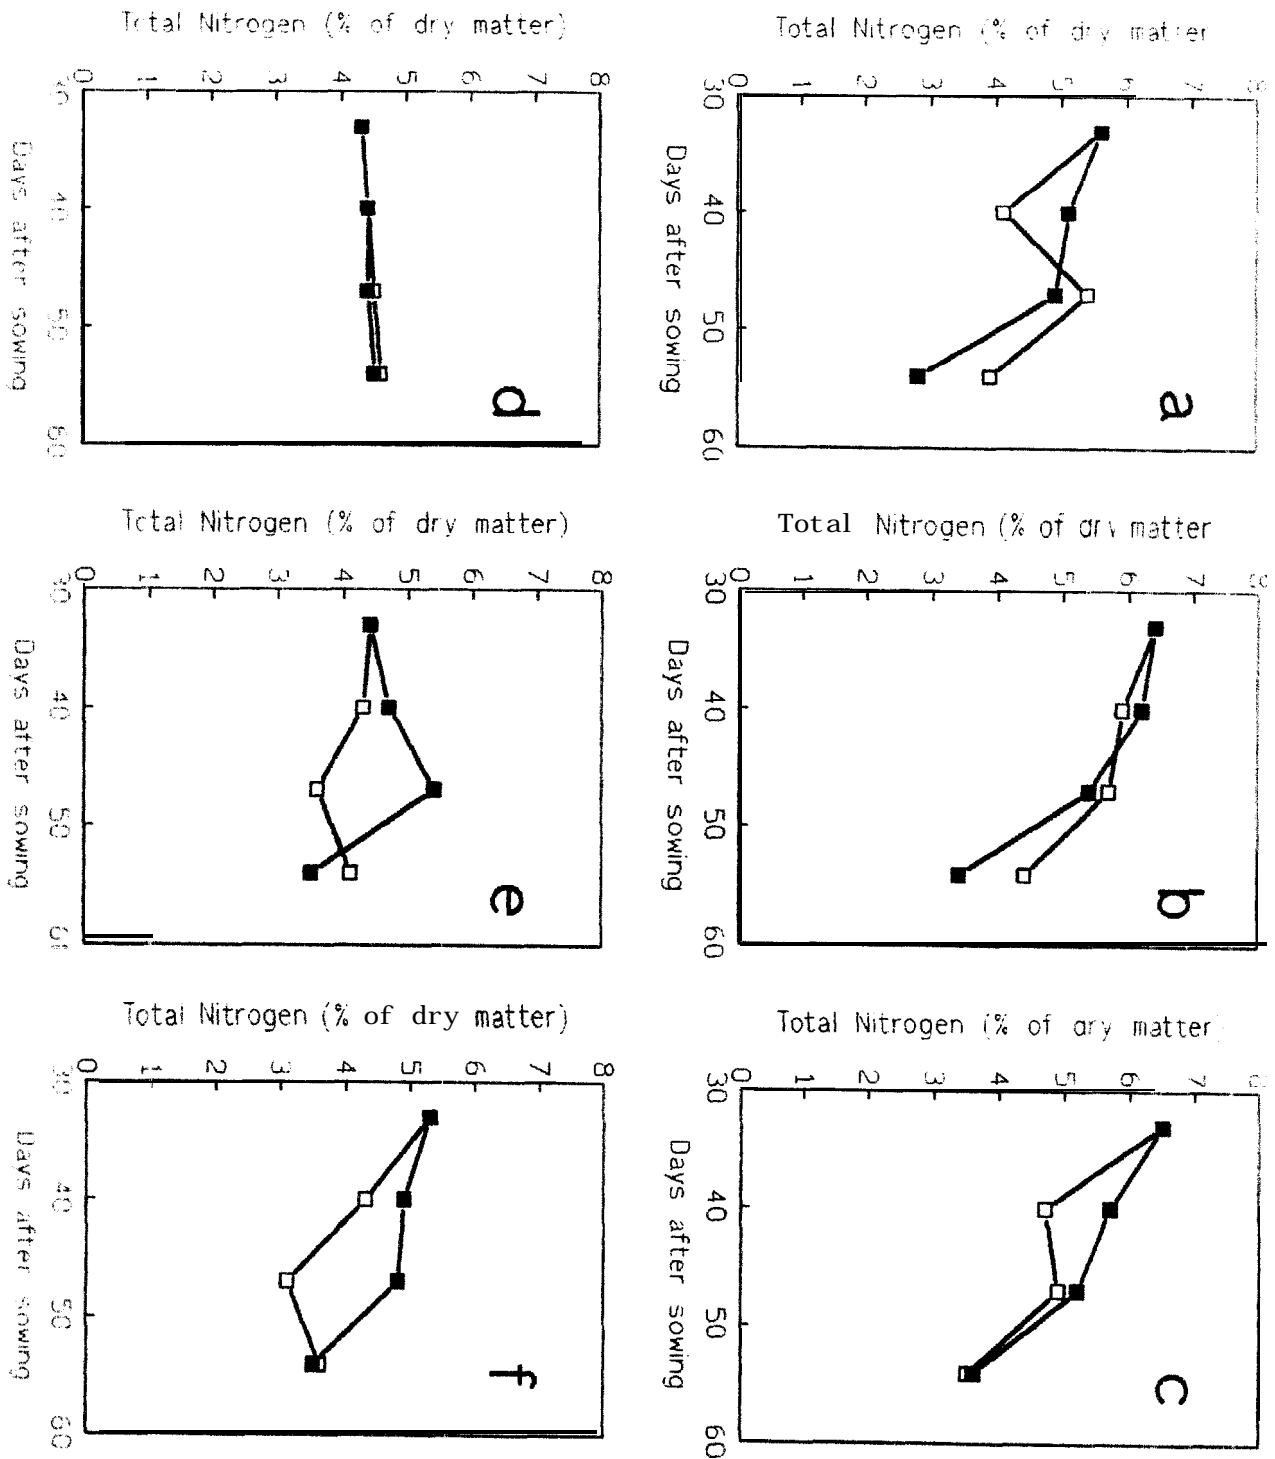 Total Nitrogen (% of dry matter)
0 1 2 3 4 5 6 7 8
40 50 60
Days after sowing
d
Total Nitrogen (% of dry matter
0 1 2 3 4 5 6 7 8
30 40 50 60
Days after sowing
a
Total Nitrogen (% of dry matter)
0 1 2 3 4 5 6 7 8
30 40 50
Days after sowing
e
Total Nitrogen (% of dry matter
0 1 2 3 4 5 6 7 8
30 40 50 60
Days after sowing
b
Total Nitrogen (% of dry matter)
0 1 2 3 4 5 6 7 8
30 40 50 60
Days after sowing
f
Total Nitrogen (% of dry matter)
0 1 2 3 4 5 6 7 8
30 40 50 60
Days after sowing
c